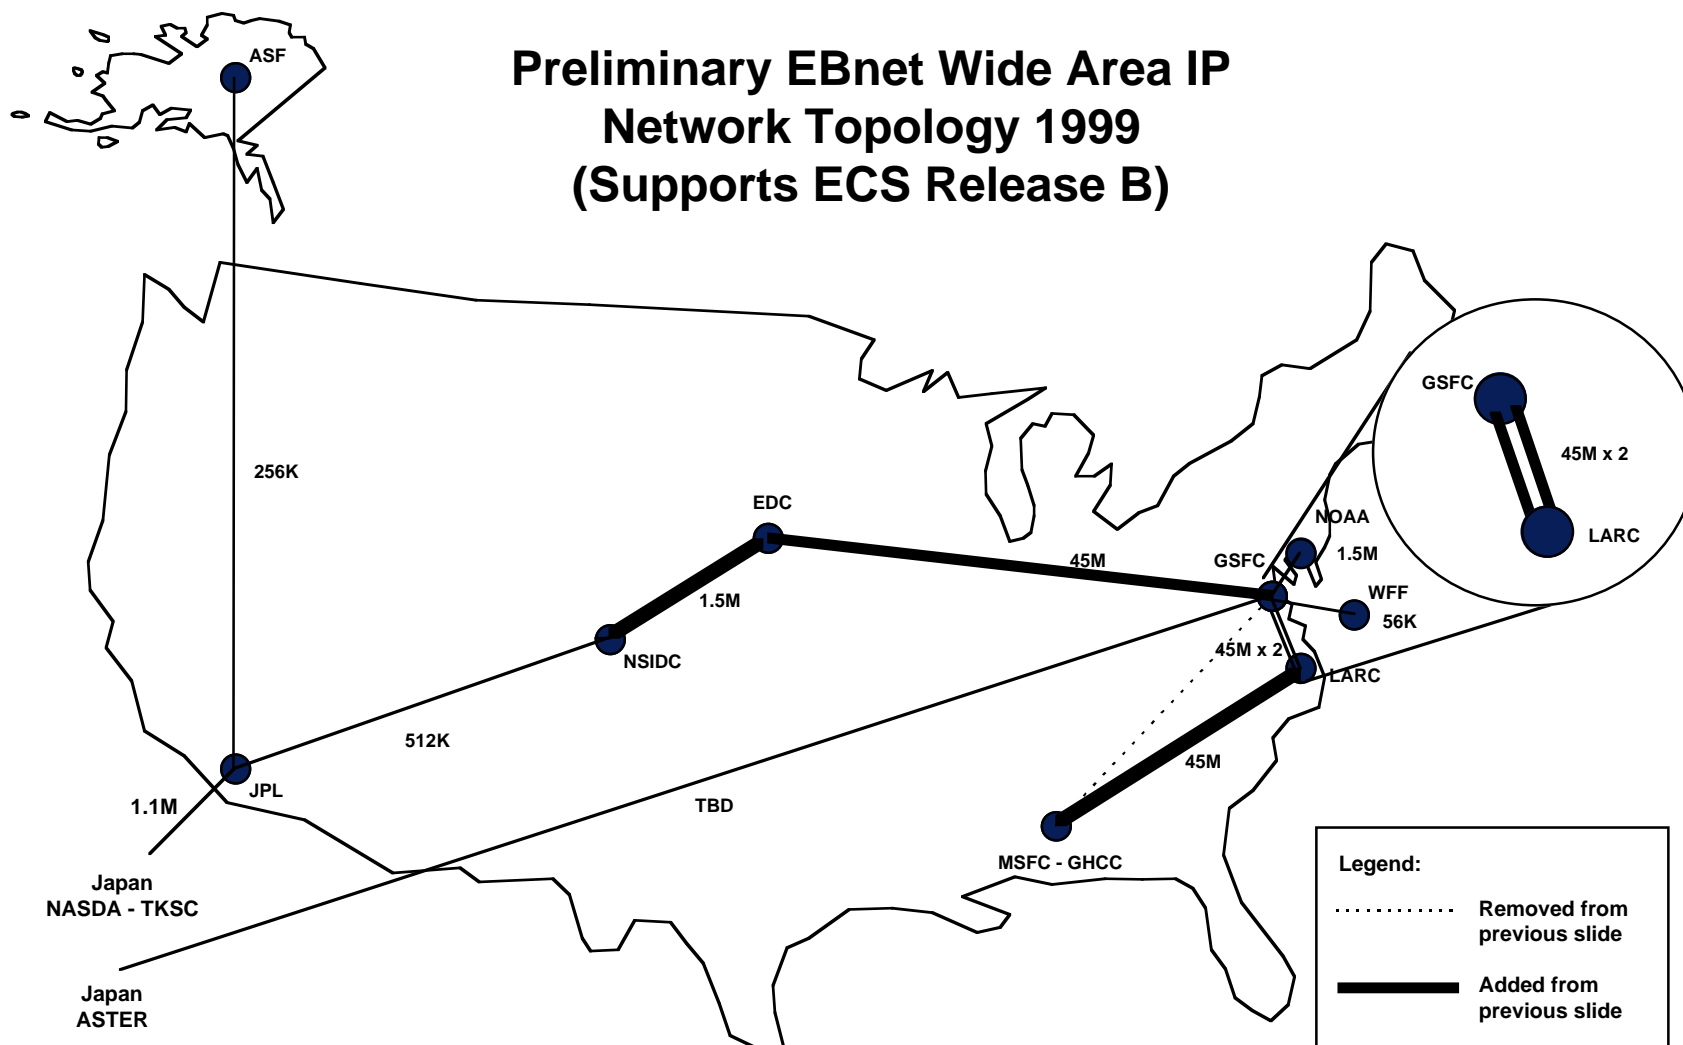 Preliminary EBnet Wide Area IP
Network Topology 1999
(Supports ECS Release B)
ASF
256K
EDC
45M
1.5M
NSIDC
512K
JPL
1.1M
Japan
NASDA - TKSC
TBD
Japan
ASTER
GSFC
NOAA
1.5M
WFF
56K
45M x 2
LARC
45M
MSFC - GHCC
GSFC
45M x 2
LARC
Legend:
Removed from
previous slide
Added from
previous slide